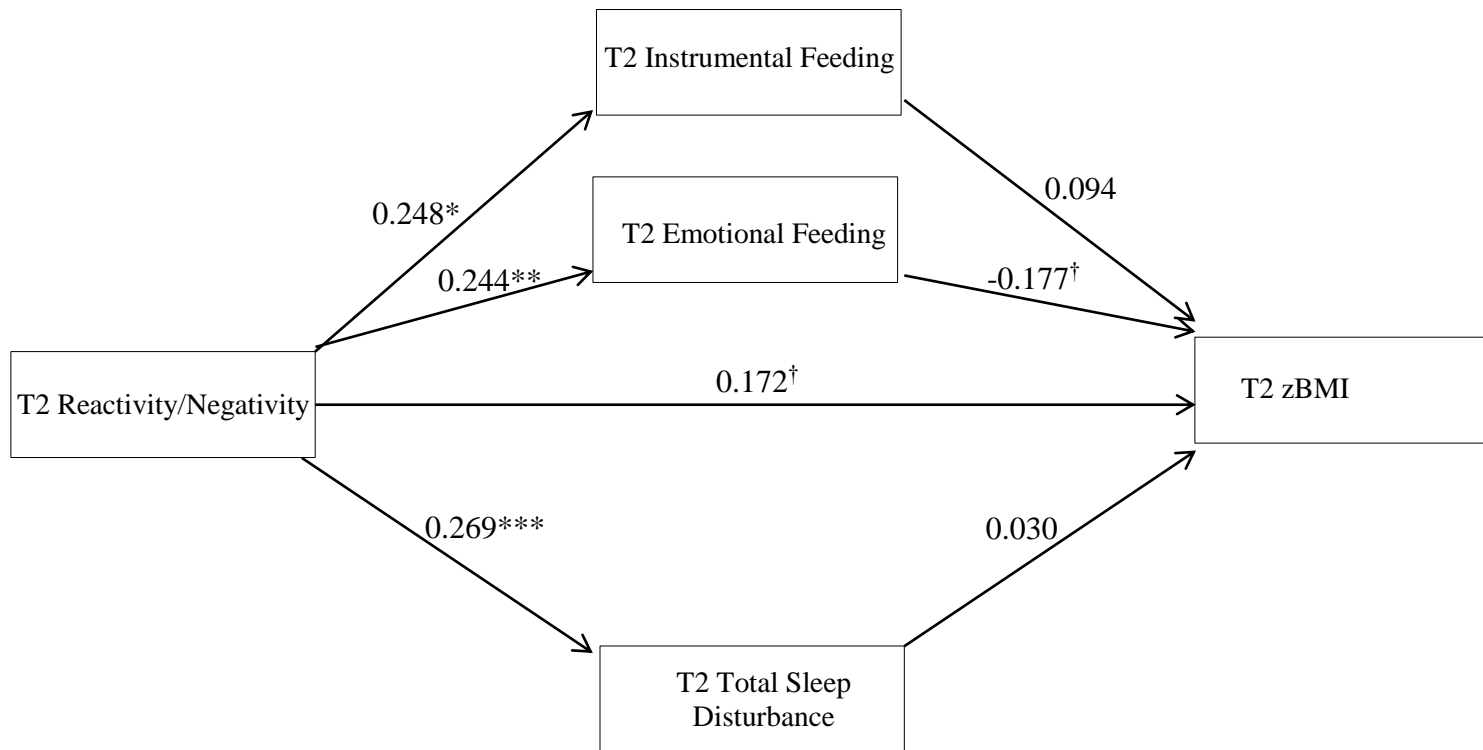 T2 Instrumental Feeding
0.094
0.248*
T2 Emotional Feeding
0.244**
-0.177†
T2 Reactivity/Negativity
0.172†
T2 zBMI
0.269***
0.030
T2 Total Sleep
Disturbance